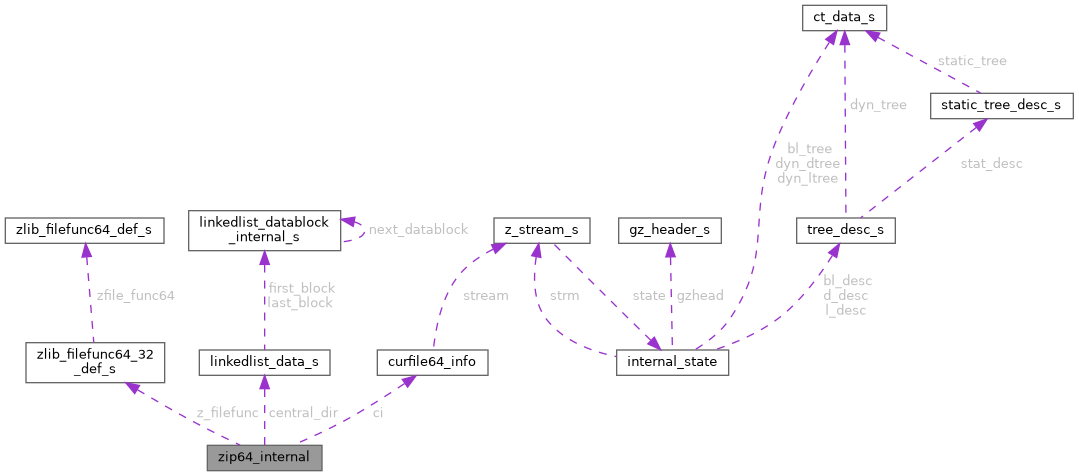 ct_data_s
static_tree
static_tree_desc_s
dyn_tree
bl_tree
dyn_dtree
dyn_ltree
stat_desc
linkedlist_datablock
_internal_s
zlib_filefunc64_def_s
next_datablock
z_stream_s
gz_header_s
tree_desc_s
zfile_func64
first_block
last_block
stream
strm
state
gzhead
bl_desc
d_desc
l_desc
zlib_filefunc64_32
_def_s
linkedlist_data_s
curfile64_info
internal_state
z_filefunc
central_dir
ci
zip64_internal